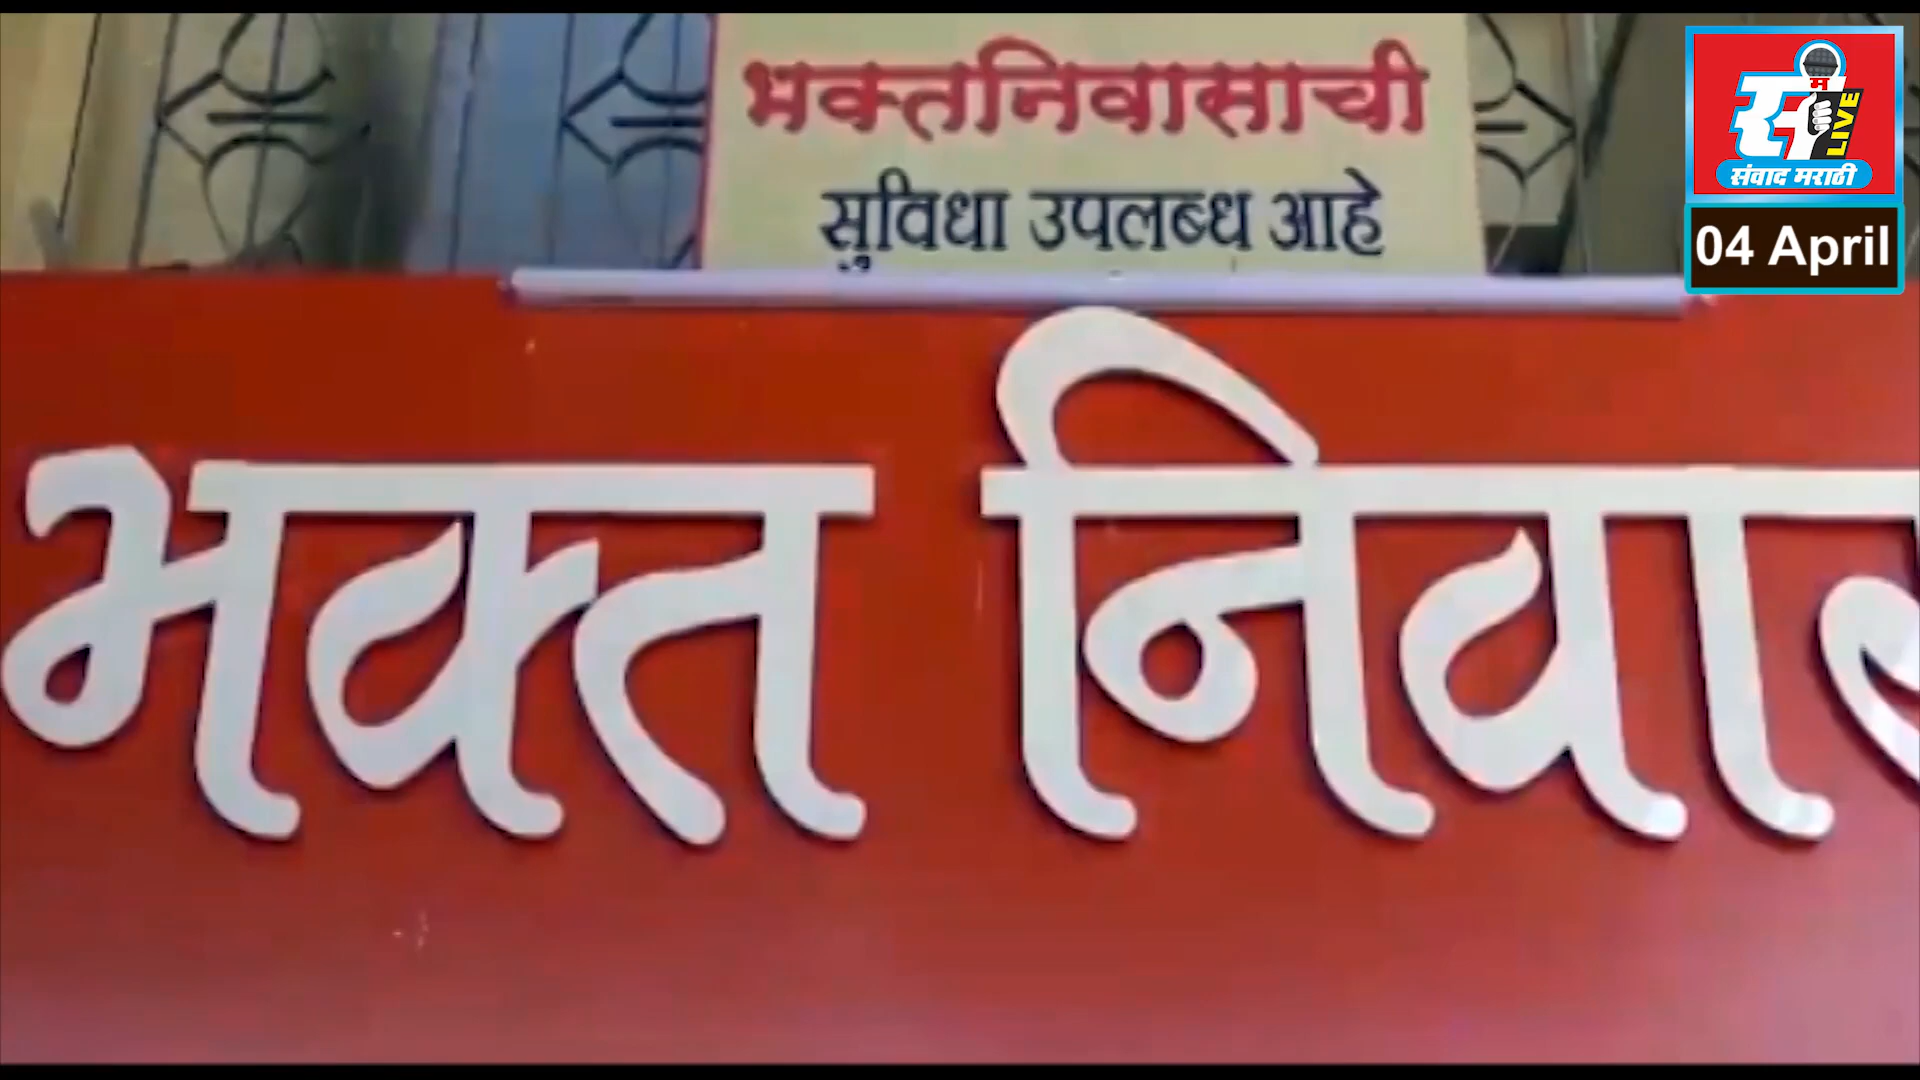 भक्तनिवासाची
सुविधा उपलब्ध आहे
म
LIVE
संवाद मराठी
04 April
भक्त निवास